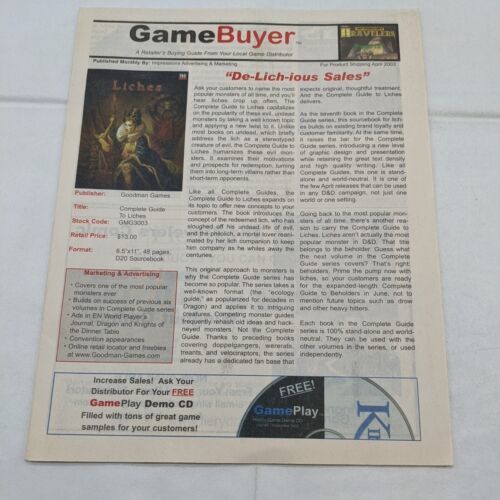 GameBuyer™
A Retailer's Buying Guide From Your Local Game Distributor
TRAVELERS
Published Monthly By: Impressions Advertising & Marketing
For Product Shipping April 2003
"De-Lich-ious Sales"
Liches
Publisher: Goodman Games
Title: Complete Guide
To Liches
Stock Code: GMG3003
Retail Price: $13.00
Format: 8.5"x11", 48 pages,
D20 Sourcebook
Marketing & Advertising
• Covers one of the most popular
monsters ever
• Builds on success of previous six
volumes in Complete Guide series
• Ads in EN World Player's
Journal, Dragon and Knights of
the Dinner Table
• Convention appearances
• Online retail locator and freebies
at www.Goodman-Games.com
Ask your customers to name the most
popular monsters of all time, and you'll
hear liches crop up often. The
Complete Guide to Liches capitalizes
on the popularity of these evil, undead
monsters by taking a well known topic
and applying a new twist to it. Unlike
most books on undead, which briefly
address the lich as a stereotyped
creature of evil, the Complete Guide to
Liches humanizes these evil mon-
sters. It examines their motivations
and prospects for redemption, turning
them into long-term villains rather than
short-term opponents.
Like all Complete Guides, the
Complete Guide to Liches expands on
its topic to offer new concepts to your
customers. The book introduces the
concept of the redeemed lich, who has
sloughed off his undead life of evil,
and the philolich, a mortal lover reani-
mated by her lich companion to keep
him company as he whiles away the
centuries.
This original approach to monsters is
why the Complete Guide series has
become so popular. The series takes a
well-known format (the "ecology
guide," as popularized for decades in
Dragon) and applies it to intriguing
creatures. Competing monster guides
frequently rehash old ideas and hack-
neyed monsters. Not the Complete
Guide. Thanks to preceding books
covering doppelgangers, wererats,
treants, and velociraptors, the series
already has a dedicated fan base that
expects original, thoughtful treatment.
And the Complete Guide to Liches
delivers.
As the seventh book in the Complete
Guide series, this sourcebook for lich-
es builds on existing brand loyalty and
customer familiarity. At the same time,
it raises the bar for the Complete
Guide series, introducing a new level
of graphic design and presentation
while retaining the great text density
and high quality writing. Like all
Complete Guides, this one is stand-
alone and world-neutral. It is one of
the few April releases that can be used
in any D&D campaign, not just one
with a custom setting.
Going back to the most popular mon-
sters of all time, there's another rea-
son to carry the Complete Guide to
Liches. Liches aren't actually the most
popular monster in D&D. That title
belongs to the beholder. Guess what
the next volume in the Complete
Guide series covers? That's right:
beholders. Prime the pump now with
liches, so your customers are ready
for the expanded-length Complete
Guide to Beholders in June, not to
mention future topics such as drow
and other heavy hitters.
Each book in the Complete Guide
series is 100% stand-alone and world-
neutral. They can be used with the
other volumes in the series, or used
independently.
Increase Sales! Ask Your
Distributor For Your FREE
GamePlay Demo CD
Filled with tons of great game
samples for your customers!
FREE!
GamePlay